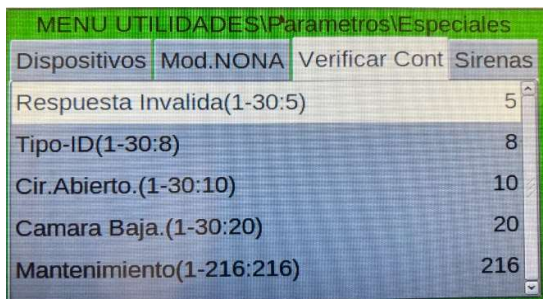 MENU UTILIDADES\Parametros\Especiales
Dispositivos Mod.NONA Verificar Cont Sirenas
Respuesta Invalida(1-30:5) 5
Tipo-ID(1-30:8) 8
Cir.Abierto.(1-30:10) 10
Camara Baja.(1-30:20) 20
Mantenimiento(1-216:216) 216